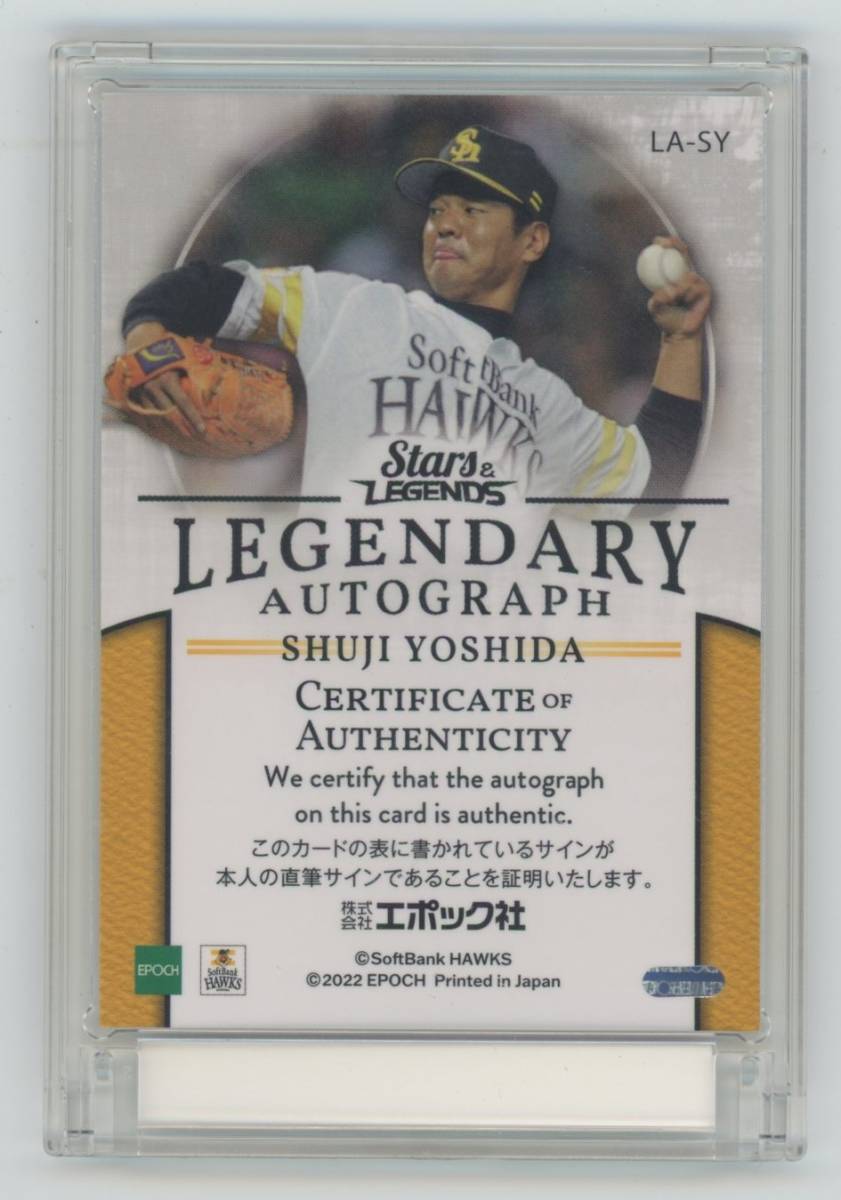 LA-SY
SH
SoftBank
HAWKS
Stars &
LEGENDS
LEGENDARY
AUTOGRAPH
SHUJI YOSHIDA
CERTIFICATE OF
AUTHENTICITY
We certify that the autograph
on this card is authentic.
このカードの表に書かれているサインが
本人の直筆サインであることを証明いたします。
株式会社エポック社
©SoftBank HAWKS
EPOCH
SoftBank
HAWKS
©2022 EPOCH Printed in Japan